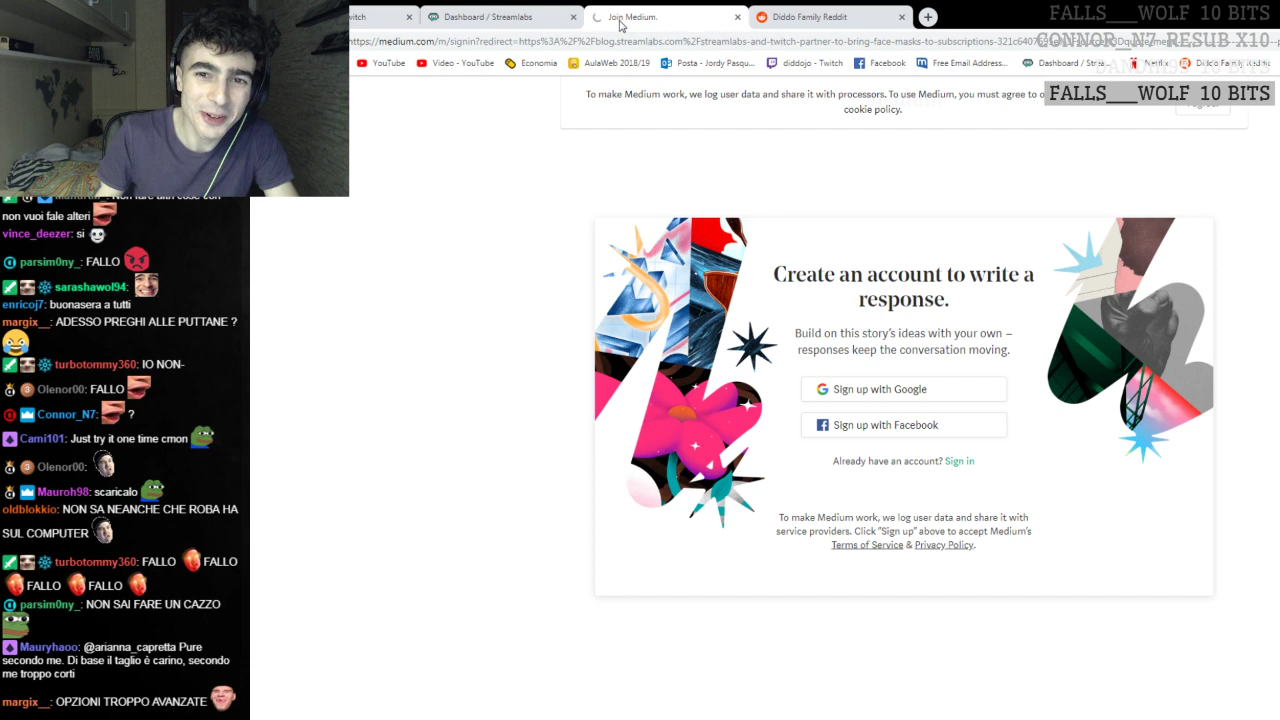 witch
Dashboard / Streamlabs
Join Medium.
Diddo Family Reddit
FALLS___WOLF 10 BITS
CONNOR_N7 RESUB X10
FALLS___WOLF 10 BITS
YouTube
Video - YouTube
Economia
AulaWeb 2018/19
Posta - Jordy Pasqu...
diddojo - Twitch
Facebook
Free Email Address...
Dashboard / Strea...
Netflix
To make Medium work, we log user data and share it with processors. To use Medium, you must agree to o
cookie policy.
non vuoi fale alteri
vince_deezer: si
parsim0ny_: FALLO
sarashawol94:
enricoj7: buonasera a tutti
margix__: ADESSO PREGHI ALLE PUTTANE ?
turbotommy360: IO NON-
Olenor00: FALLO
Connor_N7: ?
Cami101: Just try it one time cmon
Olenor00:
Mauroh98: scaricalo
oldblokkio: NON SA NEANCHE CHE ROBA HA
SUL COMPUTER
turbotommy360: FALLO FALLO
FALLO FALLO
parsim0ny_: NON SAI FARE UN CAZZO
Mauryhaoo: @arianna_capretta Pure
secondo me. Di base il taglio è carino, secondo
me troppo corti
margix__: OPZIONI TROPPO AVANZATE
Create an account to write a
response.
Build on this story’s ideas with your own –
responses keep the conversation moving.
Sign up with Google
Sign up with Facebook
Already have an account? Sign in
To make Medium work, we log user data and share it with
service providers. Click “Sign up” above to accept Medium’s
Terms of Service & Privacy Policy.